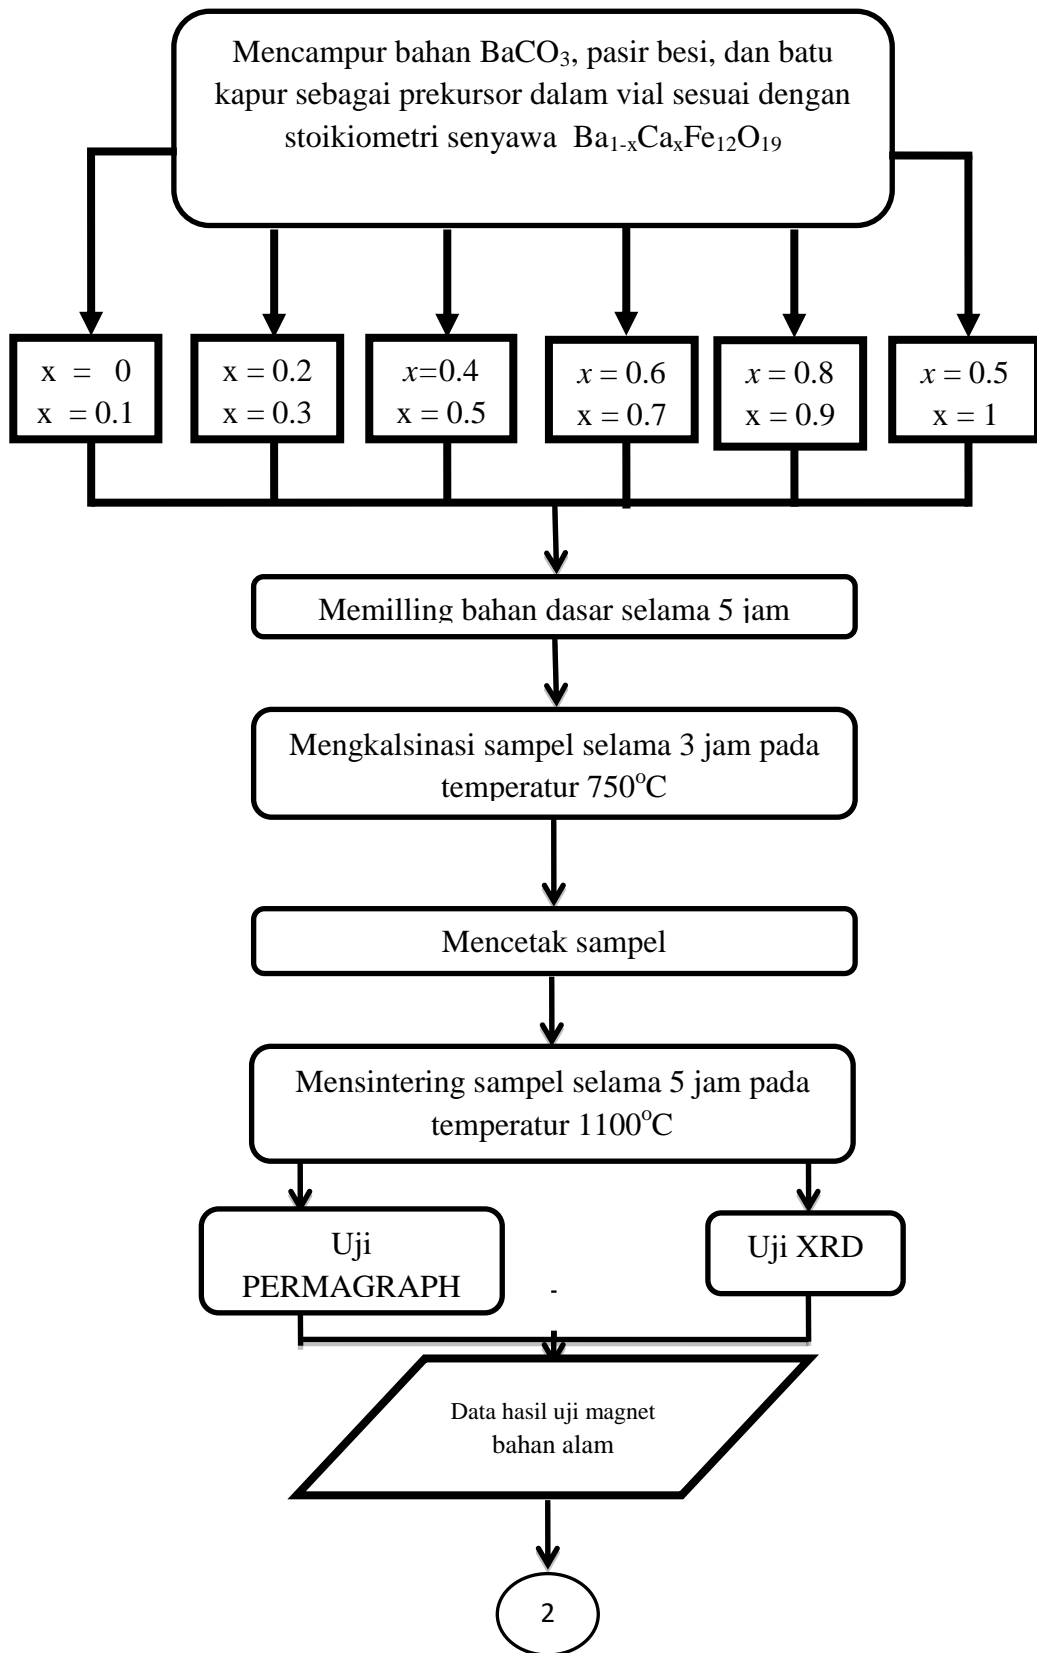 Mencampur bahan BaCO₃, pasir besi, dan batu
kapur sebagai prekursor dalam vial sesuai dengan
stoikiometri senyawa Ba₁₋ₓCaₓFe₁₂O₁₉
x = 0
x = 0.1
x = 0.2
x = 0.3
x=0.4
x = 0.5
x = 0.6
x = 0.7
x = 0.8
x = 0.9
x = 0.5
x = 1
Memilling bahan dasar selama 5 jam
Mengkalsinasi sampel selama 3 jam pada
temperatur 750°C
Mencetak sampel
Mensintering sampel selama 5 jam pada
temperatur 1100°C
Uji
PERMAGRAPH
-
Uji XRD
Data hasil uji magnet
bahan alam
2